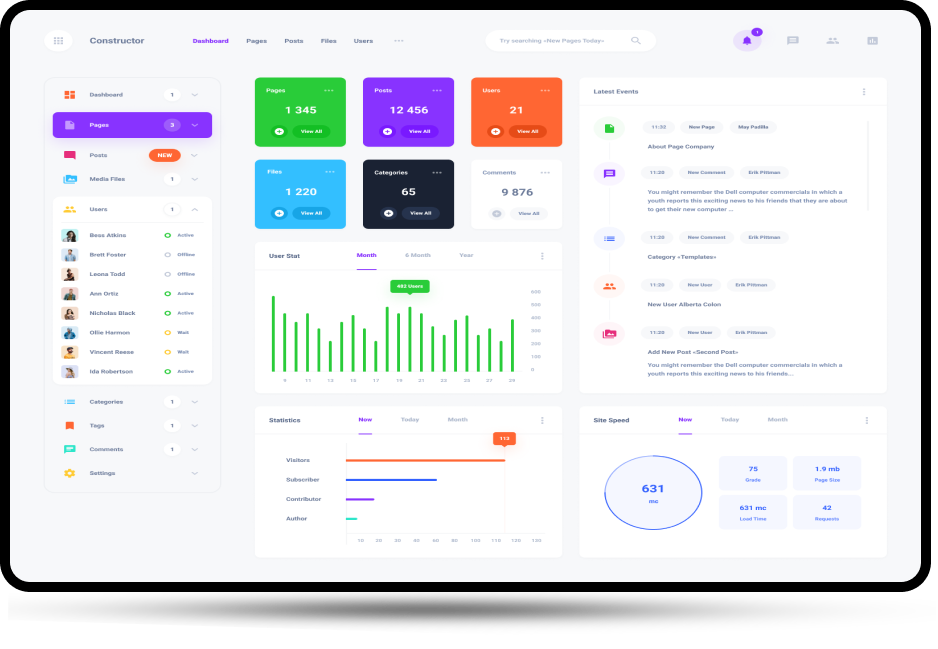 Constructor
Dashboard Pages Posts Files Users
Try searching «New Pages Today»
1
Dashboard 1
Pages 3
Posts NEW
Media Files 1
Users 1
Bess Alkins Active
Brett Foster Offline
Leona Todd Offline
Ann Ortiz Active
Nicholas Black Active
Ollie Harmon Wait
Vincent Reese Wait
Ida Robertson Active
Categories 1
Tags 1
Comments 1
Settings
Pages
1 345
View All
Posts
12 456
View All
Users
21
View All
Files
1 220
View All
Categories
65
View All
Comments
9 876
View All
User Stat Month 6 Month Year
482 Users
600
500
400
300
200
100
0
9 11 13 15 17 19 21 23 25 27 29
Statistics Now Today Month
113
Visitors
Subscriber
Contributor
Author
10 20 30 40 60 80 100 110 120 130
Latest Events
11:32 New Page May Padilla
About Page Company
11:20 New Comment Erik Pittman
You might remember the Dell computer commercials in which a
youth reports this exciting news to his friends that they are about
to get their new computer ...
11:20 New Comment Erik Pittman
Category «Templates»
11:20 New User Erik Pittman
New User Alberta Colon
11:20 New User Erik Pittman
Add New Post «Second Post»
You might remember the Dell computer commercials in which a
youth reports this exciting news to his friends...
Site Speed Now Today Month
631
mc
75
Grade
1.9 mb
Page Size
631 mc
Load Time
42
Requests